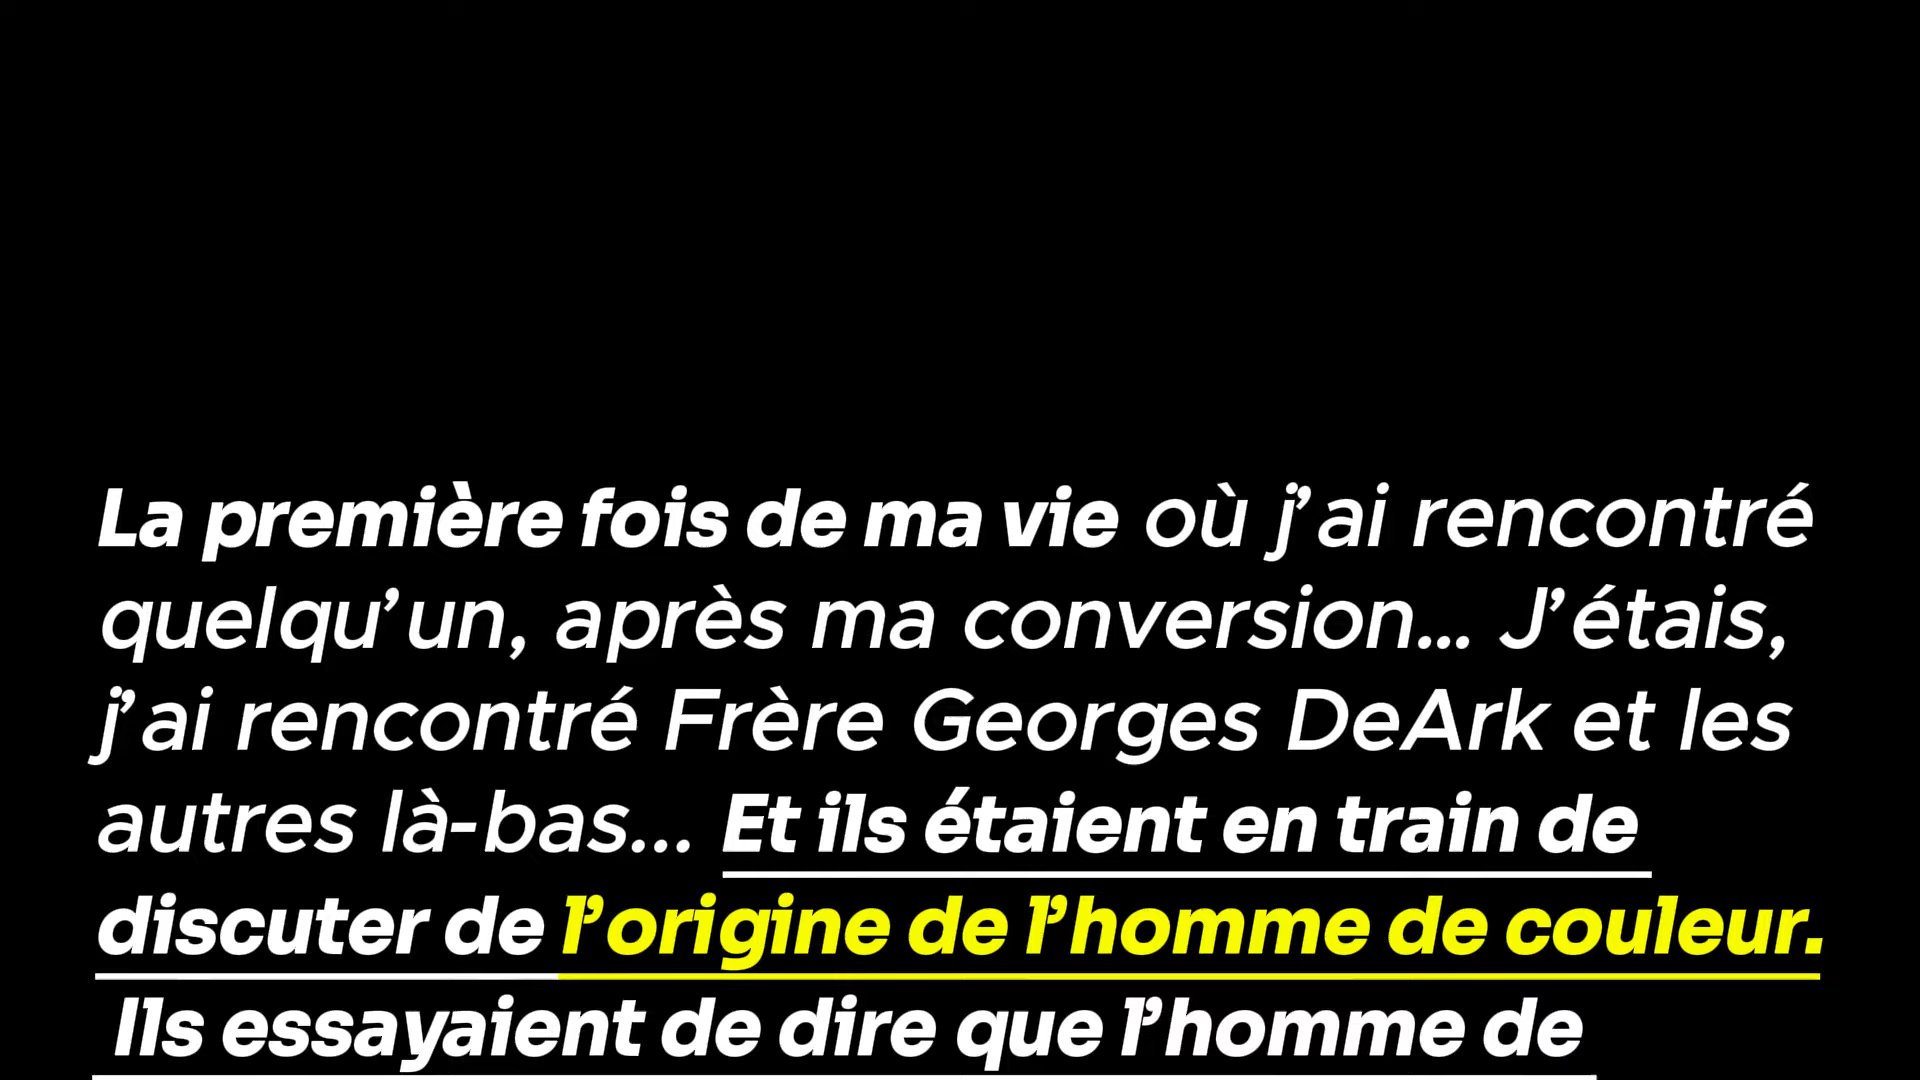 La première fois de ma vie où j’ai rencontré
quelqu’un, après ma conversion… J’étais,
j’ai rencontré Frère Georges DeArk et les
autres là-bas… Et ils étaient en train de
discuter de l’origine de l’homme de couleur.
Ils essayaient de dire que l’homme de